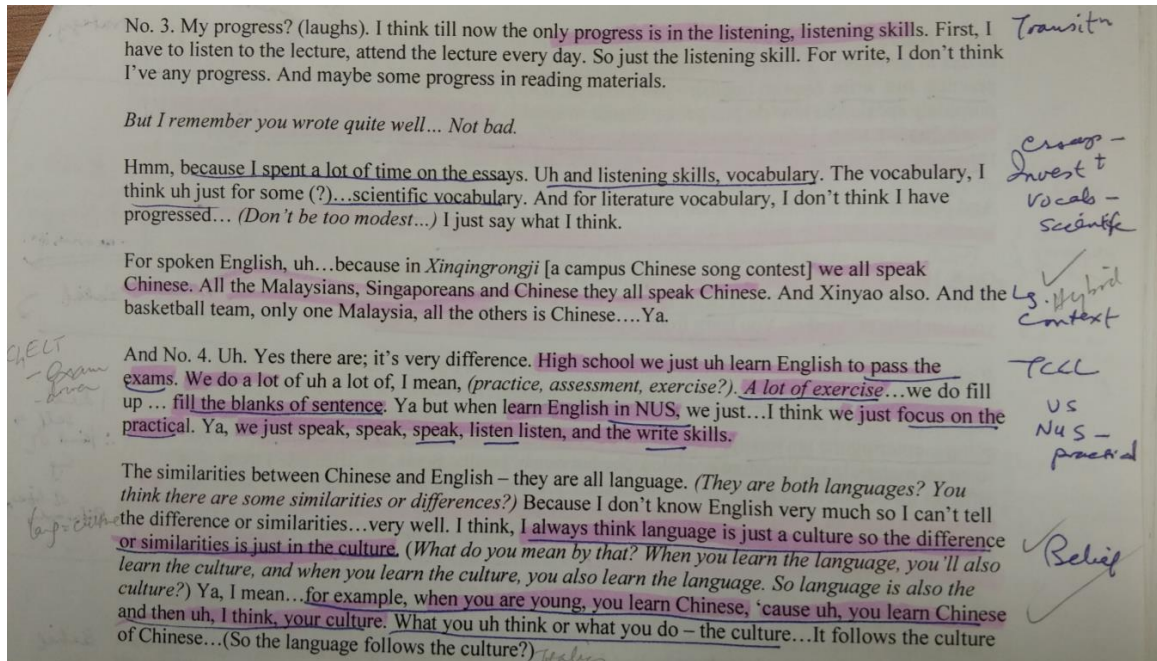 No. 3. My progress? (laughs). I think till now the only progress is in the listening, listening skills. First, I
have to listen to the lecture, attend the lecture every day. So just the listening skill. For write, I don't think
I've any progress. And maybe some progress in reading materials.
Transitn
But I remember you wrote quite well… Not bad.
Hmm, because I spent a lot of time on the essays. Uh and listening skills, vocabulary. The vocabulary, I
think uh just for some (?)…scientific vocabulary. And for literature vocabulary, I don't think I have
progressed… (Don't be too modest…) I just say what I think.
essay –
Invest t
vocab –
scientific
For spoken English, uh…because in Xinqingrongji [a campus Chinese song contest] we all speak
Chinese. All the Malaysians, Singaporeans and Chinese they all speak Chinese. And Xinyao also. And the
basketball team, only one Malaysia, all the others is Chinese….Ya.
Lg. Hybrid
context
And No. 4. Uh. Yes there are; it's very difference. High school we just uh learn English to pass the
exams. We do a lot of uh a lot of, I mean, (practice, assessment, exercise?). A lot of exercise…we do fill
up … fill the blanks of sentence. Ya but when learn English in NUS, we just…I think we just focus on the
practical. Ya, we just speak, speak, speak, listen listen, and the write skills.
CELT
- Exam
TCLL
US
NUS –
practical
The similarities between Chinese and English – they are all language. (They are both languages? You
think there are some similarities or differences?) Because I don't know English very much so I can't tell
the difference or similarities…very well. I think, I always think language is just a culture so the difference
or similarities is just in the culture. (What do you mean by that? When you learn the language, you'll also
learn the culture, and when you learn the culture, you also learn the language. So language is also the
culture?) Ya, I mean…for example, when you are young, you learn Chinese, 'cause uh, you learn Chinese
and then uh, I think, your culture. What you uh think or what you do – the culture…It follows the culture
of Chinese…(So the language follows the culture?)
Belief